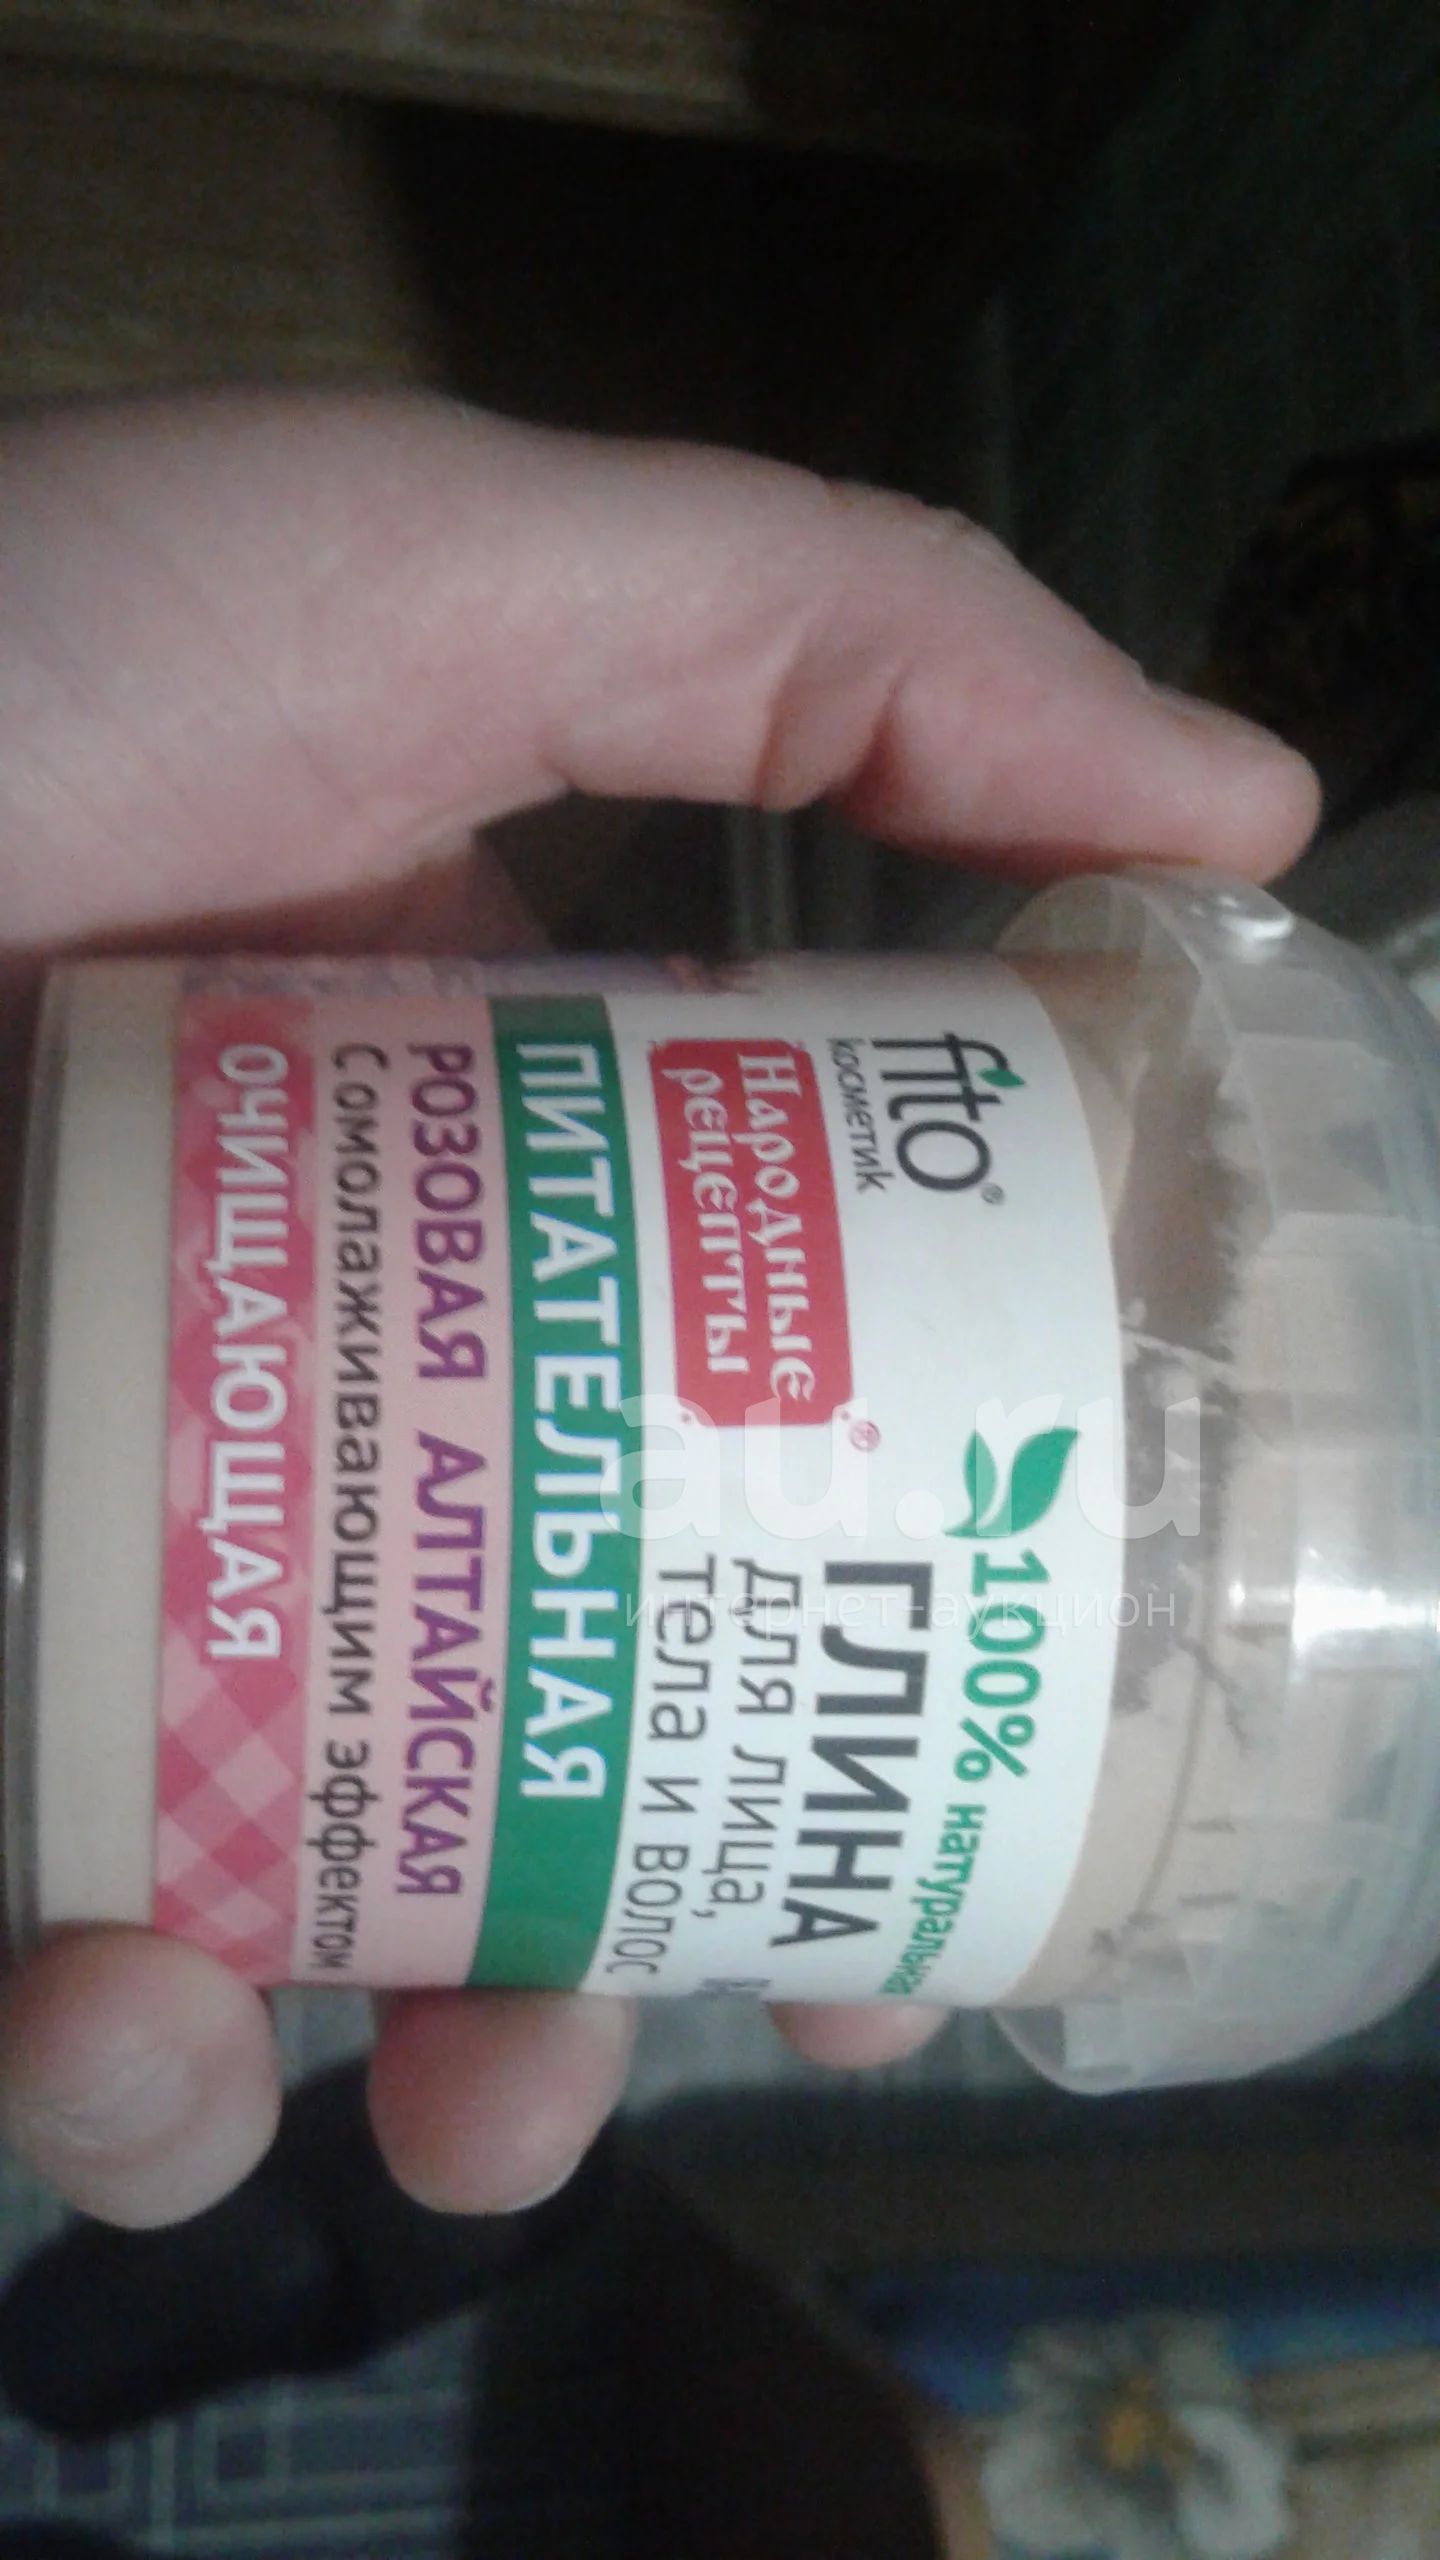 fito®
косметик
100% натуральная
Народные
рецепты®
ГЛИНА
для лица,
тела и волос
ПИТАТЕЛЬНАЯ
РОЗОВАЯ АЛТАЙСКАЯ
С омолаживающим эффектом
ОЧИЩАЮЩАЯ
au.ru
интернет-аукцион